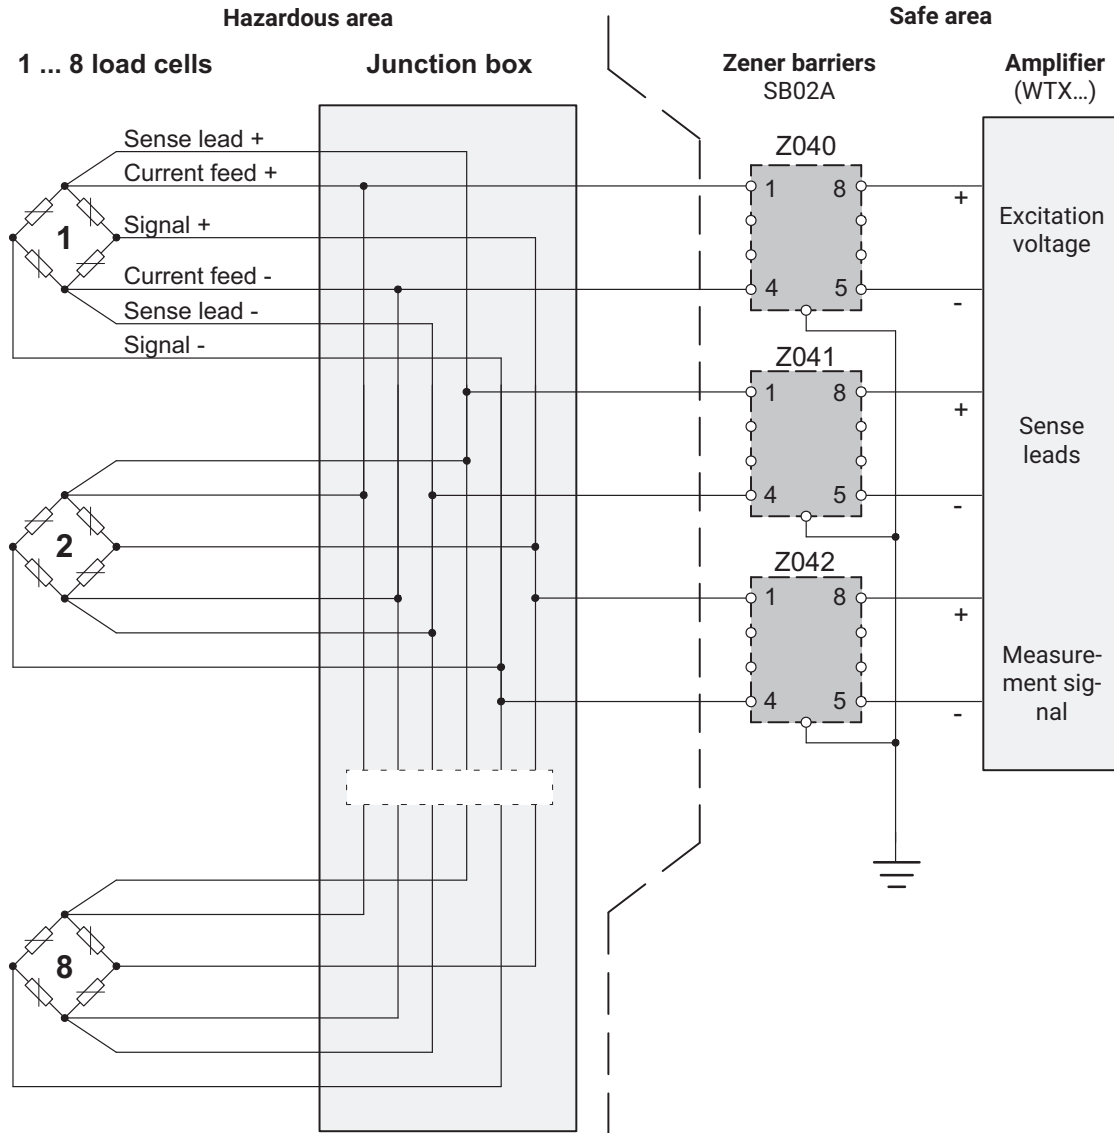 Hazardous area
Safe area
1 ... 8 load cells
Junction box
Zener barriers
SB02A
Amplifier
(WTX...)
Sense lead +
Current feed +
Signal +
Current feed -
Sense lead -
Signal -
1
2
8
Z040
1 8
4 5
+
-
Excitation
voltage
Z041
1 8
4 5
+
-
Sense
leads
Z042
1 8
4 5
+
-
Measure-
ment sig-
nal